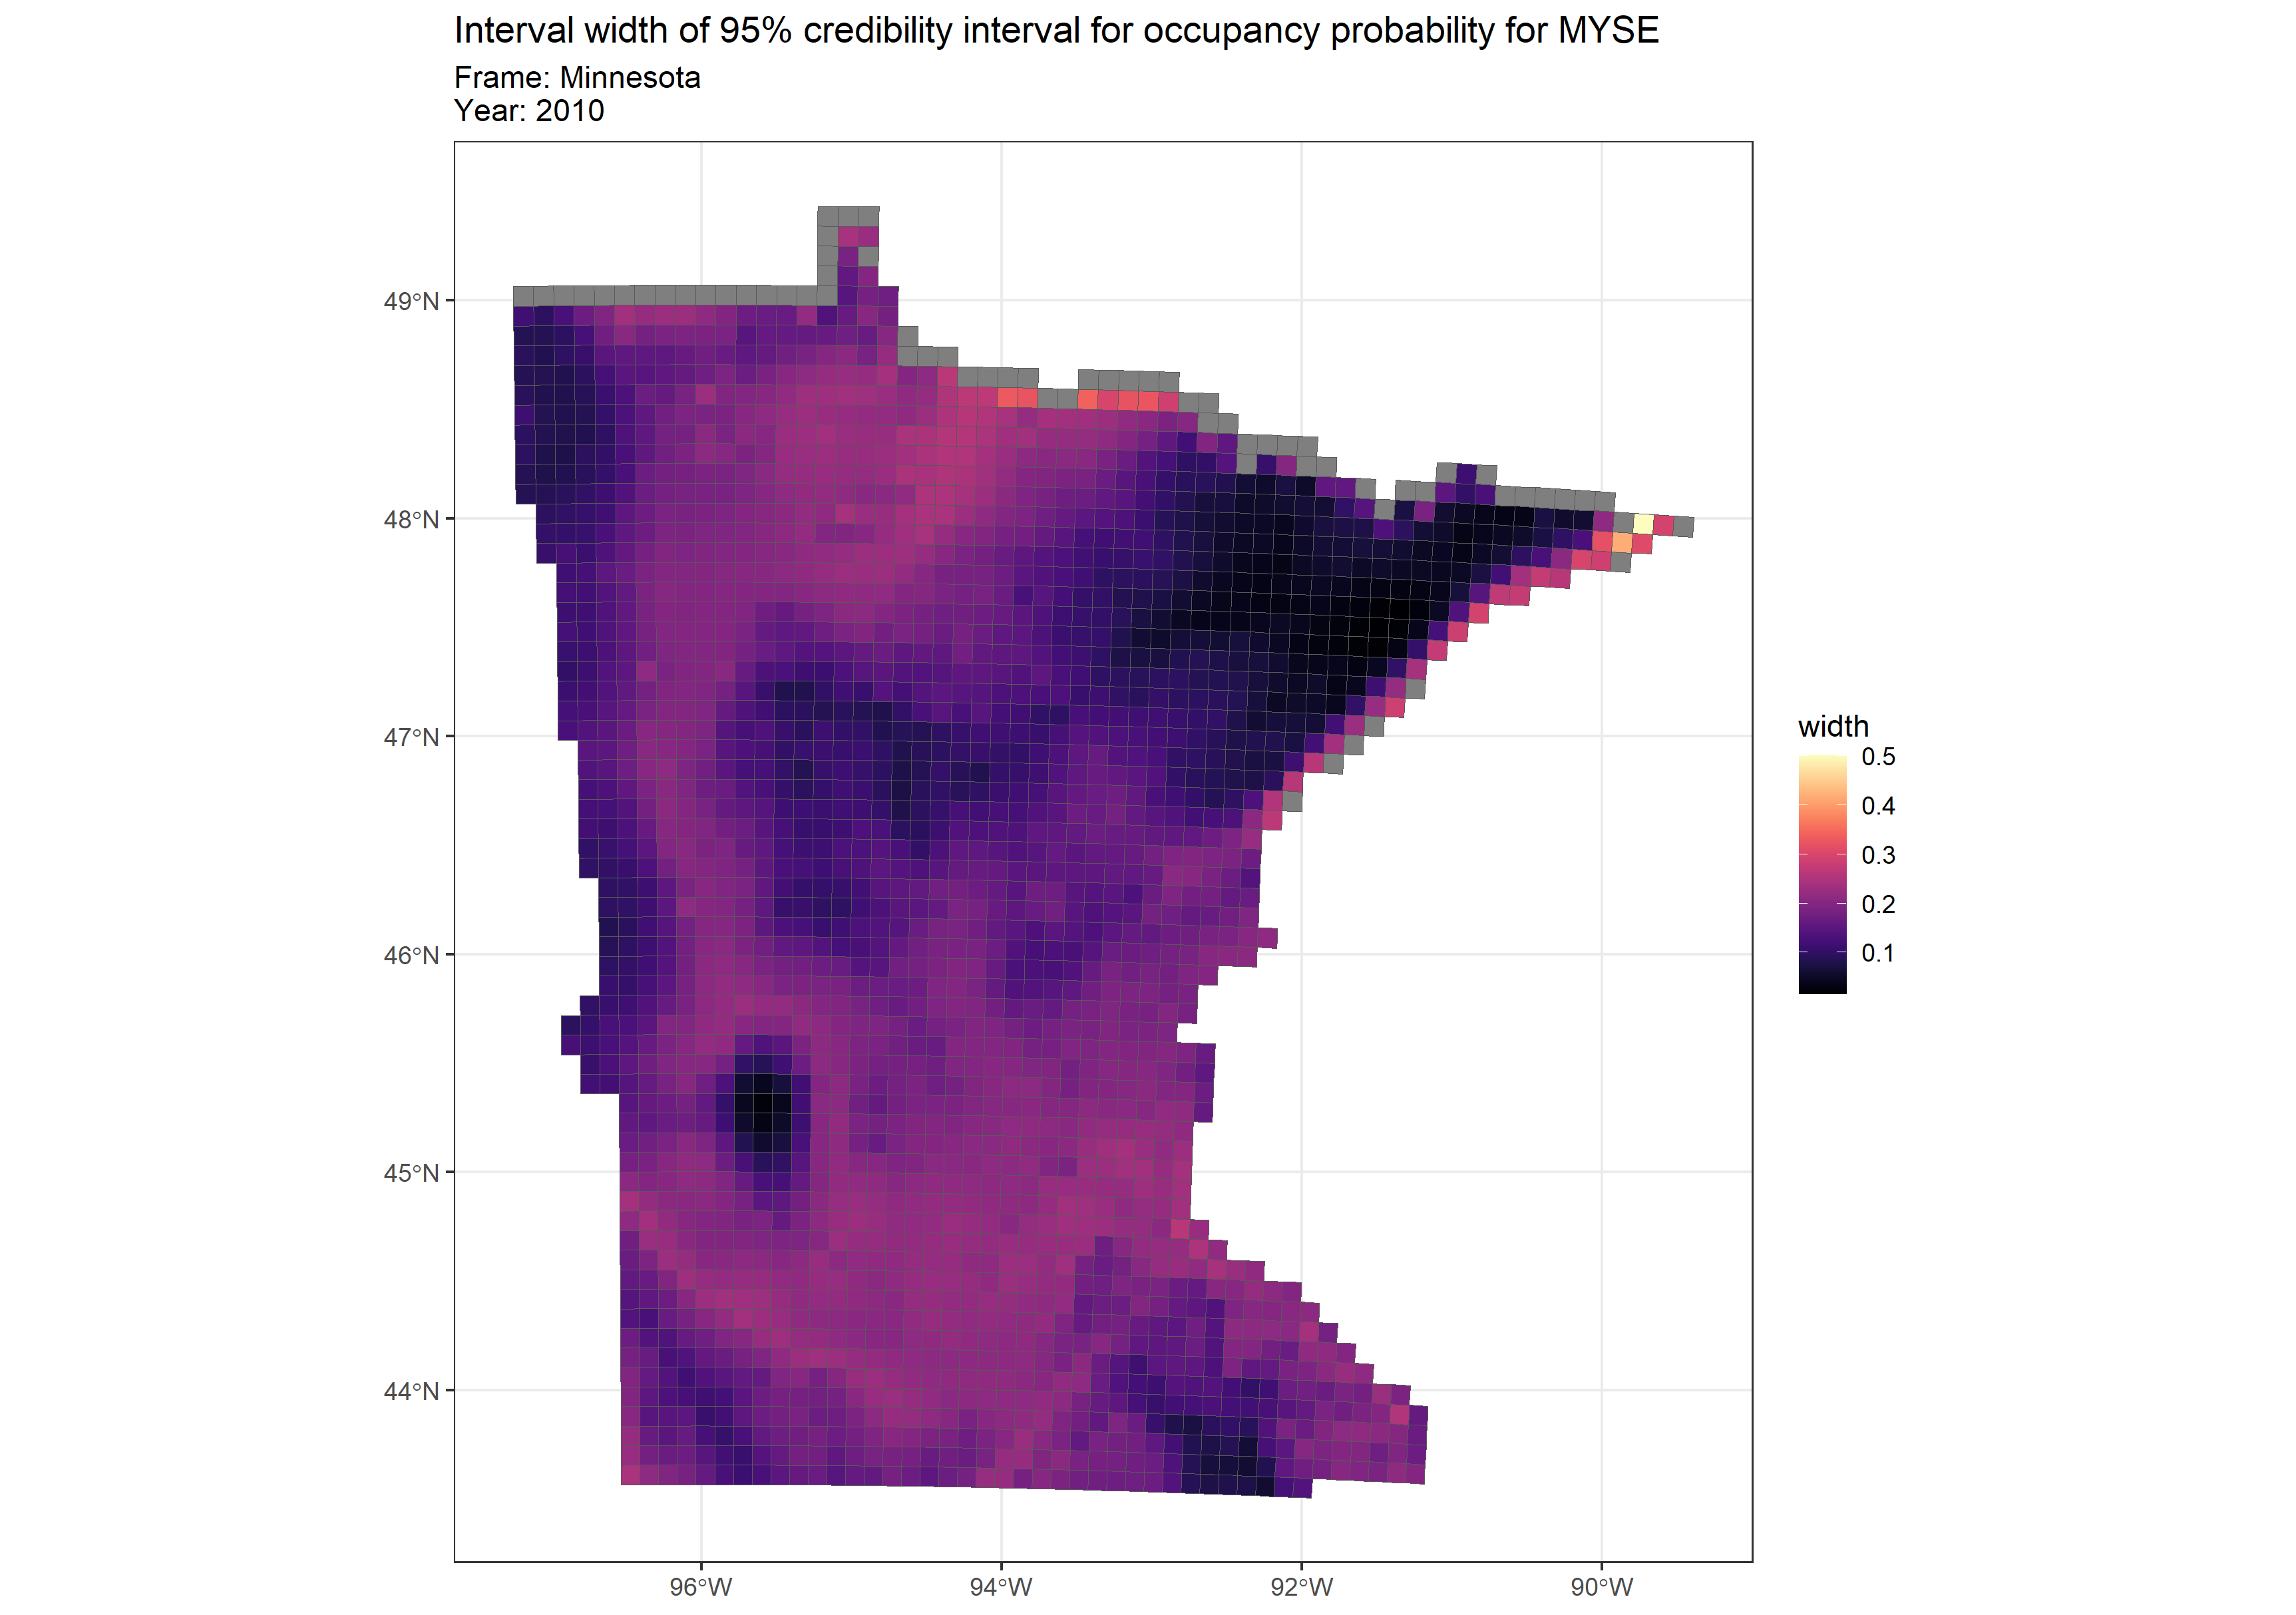 Interval width of 95% credibility interval for occupancy probability for MYSE
Frame: Minnesota
Year: 2010
49°N
48°N
47°N
46°N
45°N
44°N
96°W
94°W
92°W
90°W
width
0.5
0.4
0.3
0.2
0.1